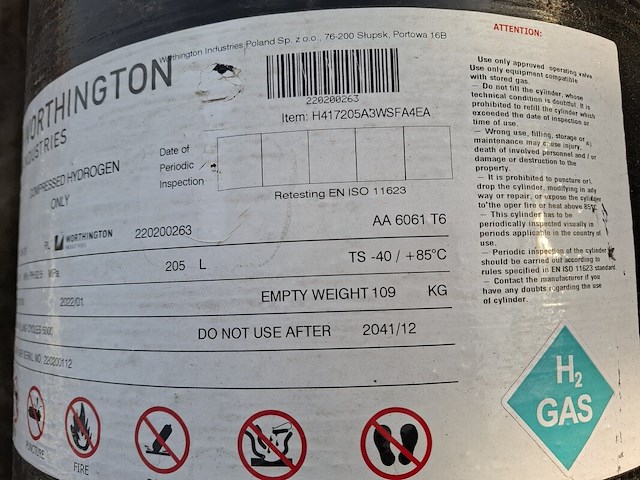 Worthington Industries Poland Sp. z o.o., 76-200 Słupsk, Portowa 16B
WORTHINGTON
INDUSTRIES
220200263
Item: H417205A3WSFA4EA
COMPRESSED HYDROGEN
ONLY
Date of
Periodic
Inspection
Retesting EN ISO 11623
PL WORTHINGTON INDUSTRIES 220200263 AA 6061 T6
MPa 205 L TS -40 / +85°C
2022/01 EMPTY WEIGHT 109 KG
DO NOT USE AFTER 2041/12
SERIAL NO. 220200112
PUNCTURE
FIRE
ATTENTION:
Use only approved operating valve
Use only equipment compatible
with stored gas.
— Do not fill the cylinder, whose
technical condition is doubtful. It is
prohibited to refill the cylinder which
exceeded the date of inspection or
time of use.
— Wrong use, filling, storage or
maintenance may cause injury,
death of involved personnel and / or
damage or destruction to the
property.
— It is prohibited to puncture or
drop the cylinder, modifying in any
way or repair, or expose the cylinder
to the open fire or heat above 85°C
— This cylinder has to be
periodically inspected visually in
periods applicable in the country of
use.
— Periodic inspection of the cylinder
should be carried out according to
rules specified in EN ISO 11623 standard
— Contact the manufacturer if you
have any doubts regarding the use
of cylinder.
H2
GAS